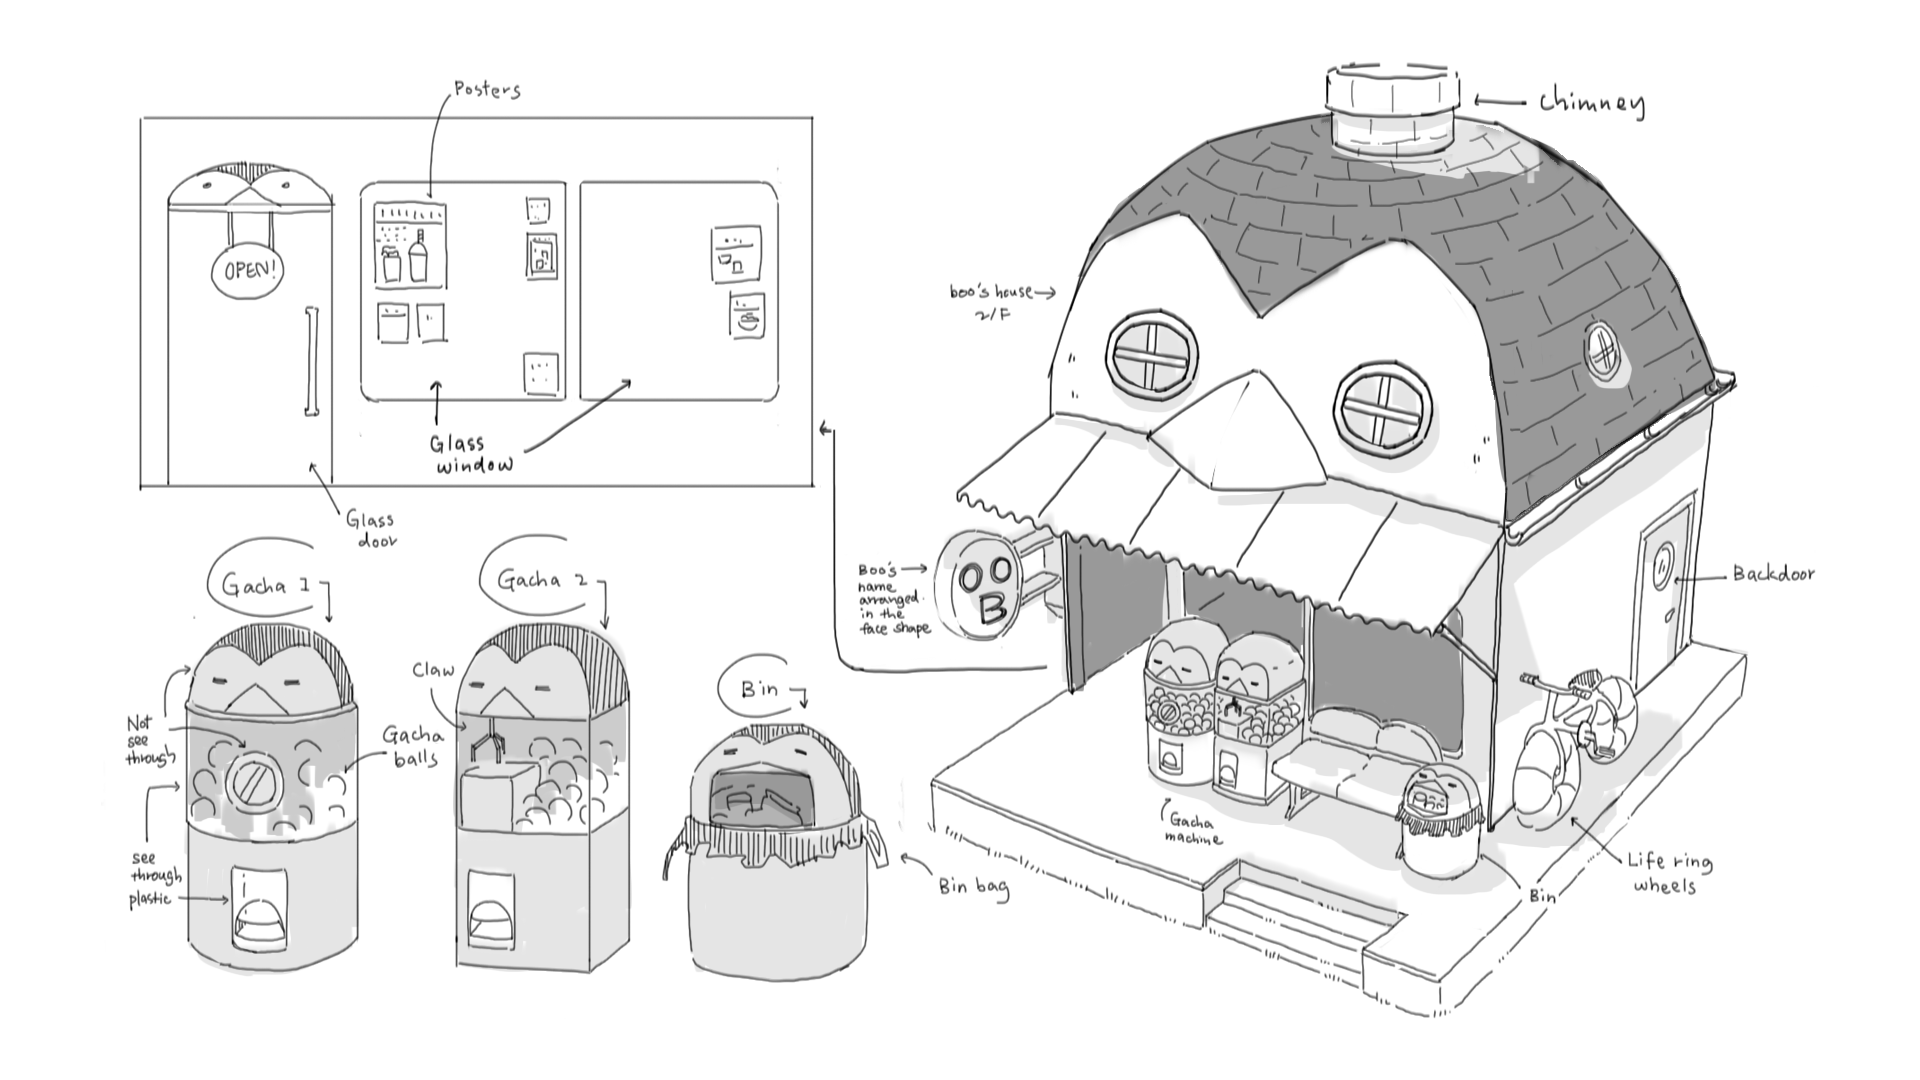 Posters
OPEN!
Glass
window
Glass
door
chimney
boo's house
2/F
Boo's
name
arranged
in the
face shape
O O
B
Backdoor
Gacha 1
Gacha 2
Bin
Claw
Not
see
through
Gacha
balls
see
through
plastic
Bin bag
Gacha
machine
Bin
Life ring
wheels